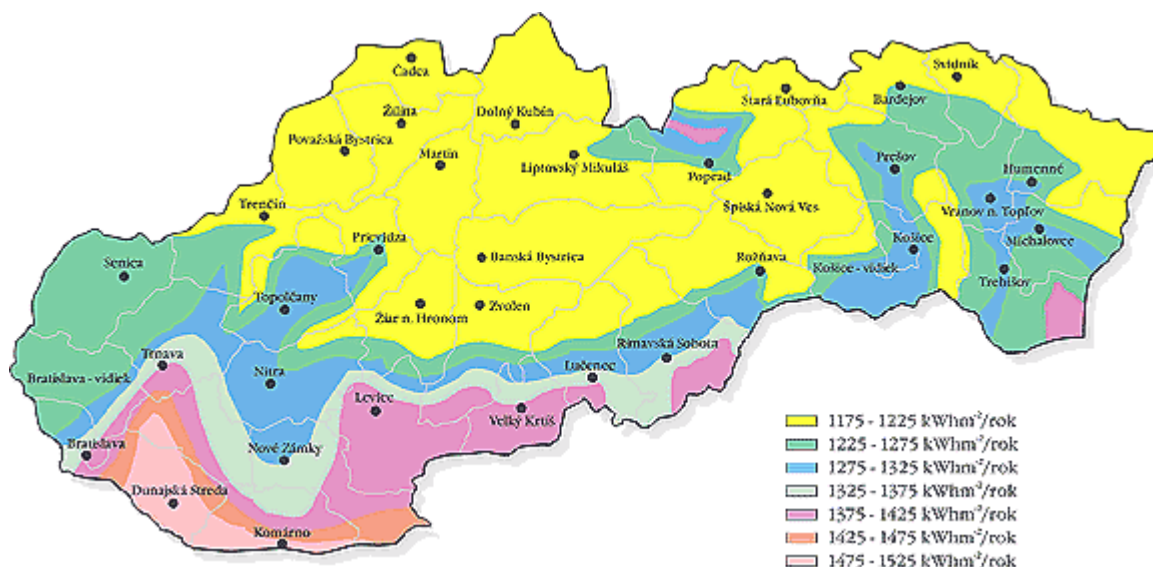 Čadca
Svidník
Stará Ľubovňa
Bardejov
Žilina
Dolný Kubín
Považská Bystrica
Martin
Liptovský Mikuláš
Poprad
Prešov
Humenné
Spiská Nová Ves
Vranov n. Topľov
Trenčín
Michalovce
Prievidza
Košice
Senica
Banská Bystrica
Rožňava
Košice - vidiek
Trebišov
Topolčany
Žiar n. Hronom
Zvolen
Trnava
Rimavská Sobota
Bratislava - vidiek
Nitra
Lučenec
Levice
Velký Krtíš
Bratislava
Nové Zámky
Dunajská Streda
Komárno
1175 - 1225 kWhm⁻²/rok
1225 - 1275 kWhm⁻²/rok
1275 - 1325 kWhm⁻²/rok
1325 - 1375 kWhm⁻²/rok
1375 - 1425 kWhm⁻²/rok
1425 - 1475 kWhm⁻²/rok
1475 - 1525 kWhm⁻²/rok